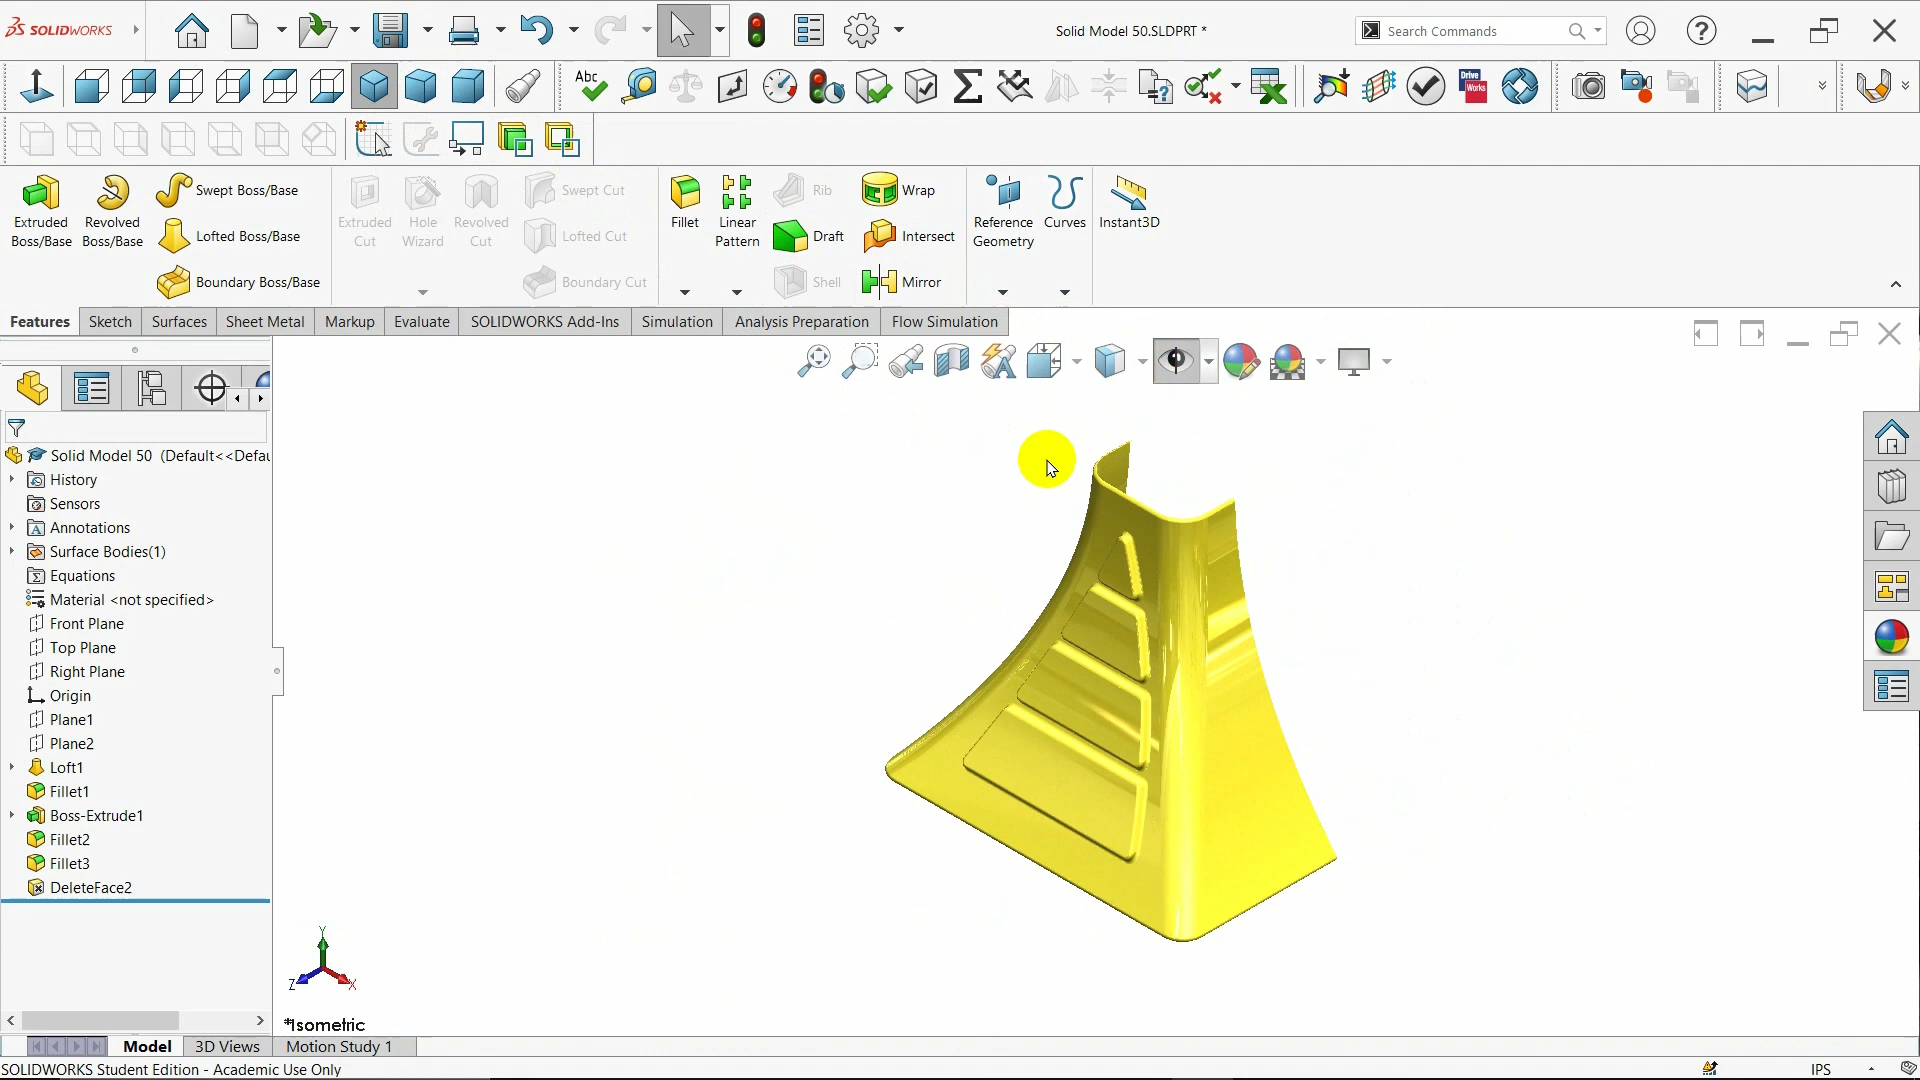 SOLIDWORKS
Solid Model 50.SLDPRT *
Search Commands
Abc
Drive
Works
Extruded
Boss/Base
Revolved
Boss/Base
Swept Boss/Base
Lofted Boss/Base
Boundary Boss/Base
Extruded
Cut
Hole
Wizard
Revolved
Cut
Swept Cut
Lofted Cut
Boundary Cut
Fillet
Linear
Pattern
Rib
Draft
Shell
Wrap
Intersect
Mirror
Reference
Geometry
Curves
Instant3D
Features
Sketch
Surfaces
Sheet Metal
Markup
Evaluate
SOLIDWORKS Add-Ins
Simulation
Analysis Preparation
Flow Simulation
Solid Model 50 (Default<<Defau
History
Sensors
Annotations
Surface Bodies(1)
Equations
Material <not specified>
Front Plane
Top Plane
Right Plane
Origin
Plane1
Plane2
Loft1
Fillet1
Boss-Extrude1
Fillet2
Fillet3
DeleteFace2
Y
Z
X
*Isometric
Model
3D Views
Motion Study 1
SOLIDWORKS Student Edition - Academic Use Only
IPS